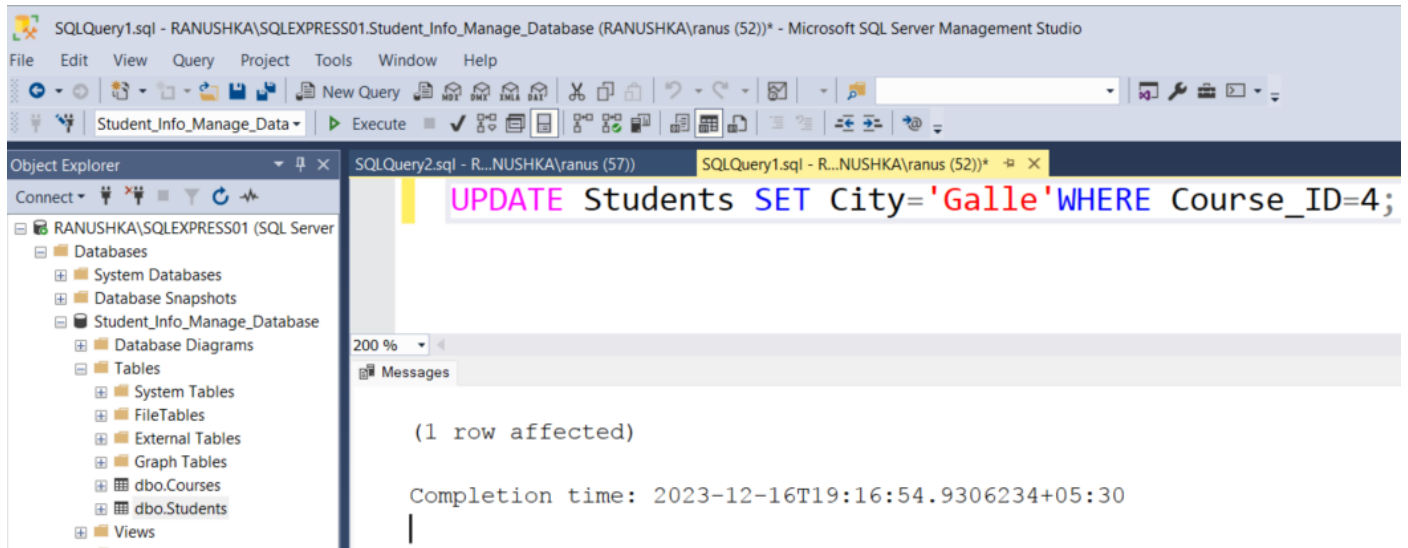 SQLQuery1.sql - RANUSHKA\SQLEXPRESS01.Student_Info_Manage_Database (RANUSHKA\ranus (52))* - Microsoft SQL Server Management Studio
File Edit View Query Project Tools Window Help
New Query MDX DMX XMLA DAX
Student_Info_Manage_Data Execute
Object Explorer
SQLQuery2.sql - R...NUSHKA\ranus (57))
SQLQuery1.sql - R...NUSHKA\ranus (52))*
Connect
RANUSHKA\SQLEXPRESS01 (SQL Server
Databases
System Databases
Database Snapshots
Student_Info_Manage_Database
Database Diagrams
Tables
System Tables
FileTables
External Tables
Graph Tables
dbo.Courses
dbo.Students
Views
UPDATE Students SET City='Galle'WHERE Course_ID=4;
200 %
Messages
(1 row affected)
Completion time: 2023-12-16T19:16:54.9306234+05:30